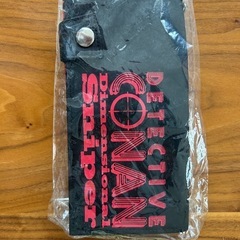 DETECTIVE
CONAN
Dimensional
Sniper